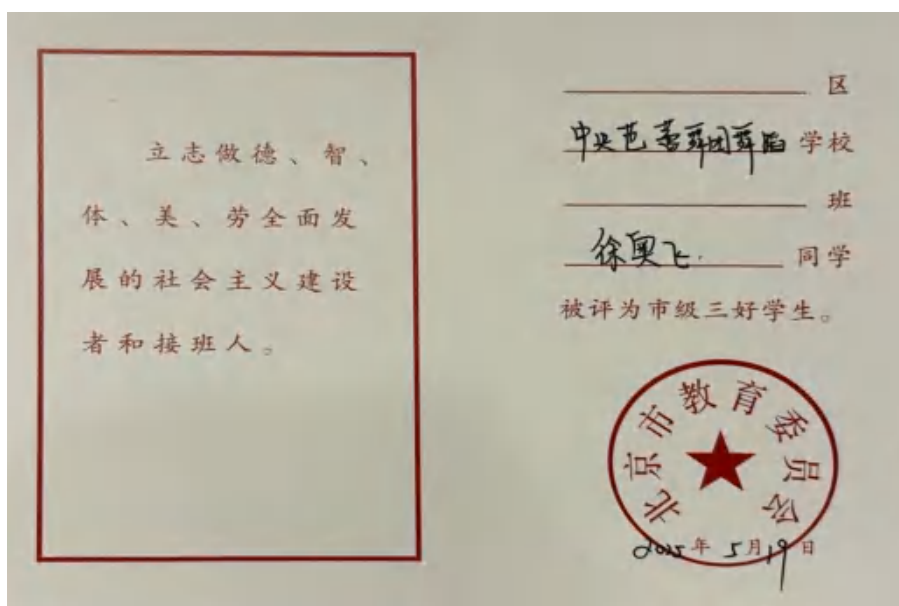 立志做德、智、
体、美、劳全面发
展的社会主义建设
者和接班人。
区
中央芭蕾舞团舞蹈学校
班
徐奥飞同学
被评为市级三好学生。
北京市教育委员会
2025年5月19日